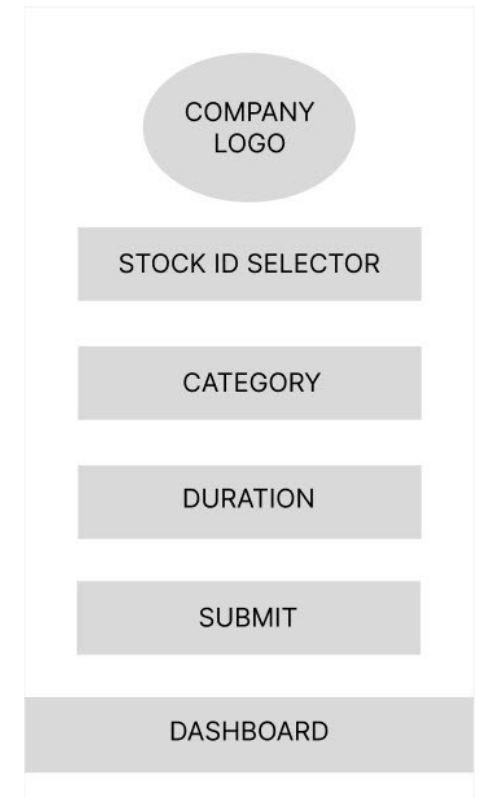 COMPANY
LOGO
STOCK ID SELECTOR
CATEGORY
DURATION
SUBMIT
DASHBOARD